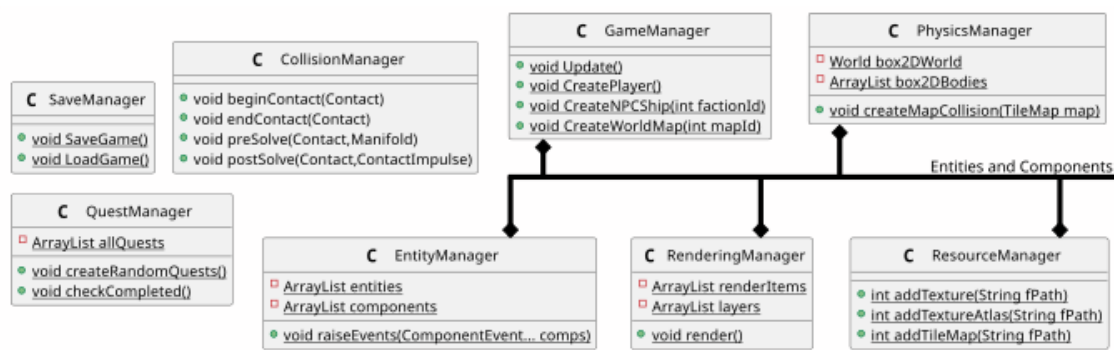 C GameManager
void Update()
void CreatePlayer()
void CreateNPCShip(int factionId)
void CreateWorldMap(int mapId)
C PhysicsManager
World box2DWorld
ArrayList box2DBodies
void createMapCollision(TileMap map)
C CollisionManager
void beginContact(Contact)
void endContact(Contact)
void preSolve(Contact,Manifold)
void postSolve(Contact,ContactImpulse)
C SaveManager
void SaveGame()
void LoadGame()
Entities and Components
C QuestManager
ArrayList allQuests
void createRandomQuests()
void checkCompleted()
C EntityManager
ArrayList entities
ArrayList components
void raiseEvents(ComponentEvent... comps)
C RenderingManager
ArrayList renderItems
ArrayList layers
void render()
C ResourceManager
int addTexture(String fPath)
int addTextureAtlas(String fPath)
int addTileMap(String fPath)